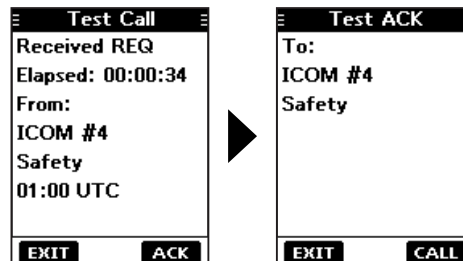 Test Call
Received REQ
Elapsed: 00:00:34
From:
ICOM #4
Safety
01:00 UTC
EXIT ACK
Test ACK
To:
ICOM #4
Safety
EXIT CALL